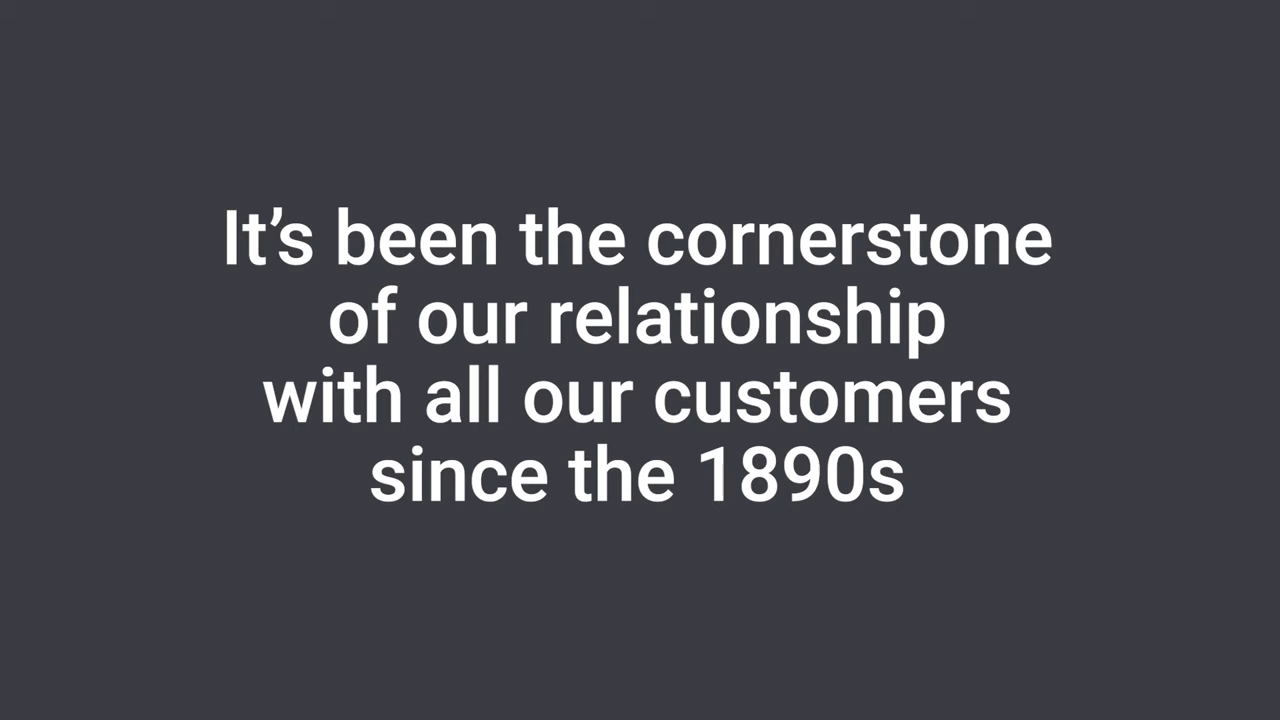 It’s been the cornerstone
of our relationship
with all our customers
since the 1890s